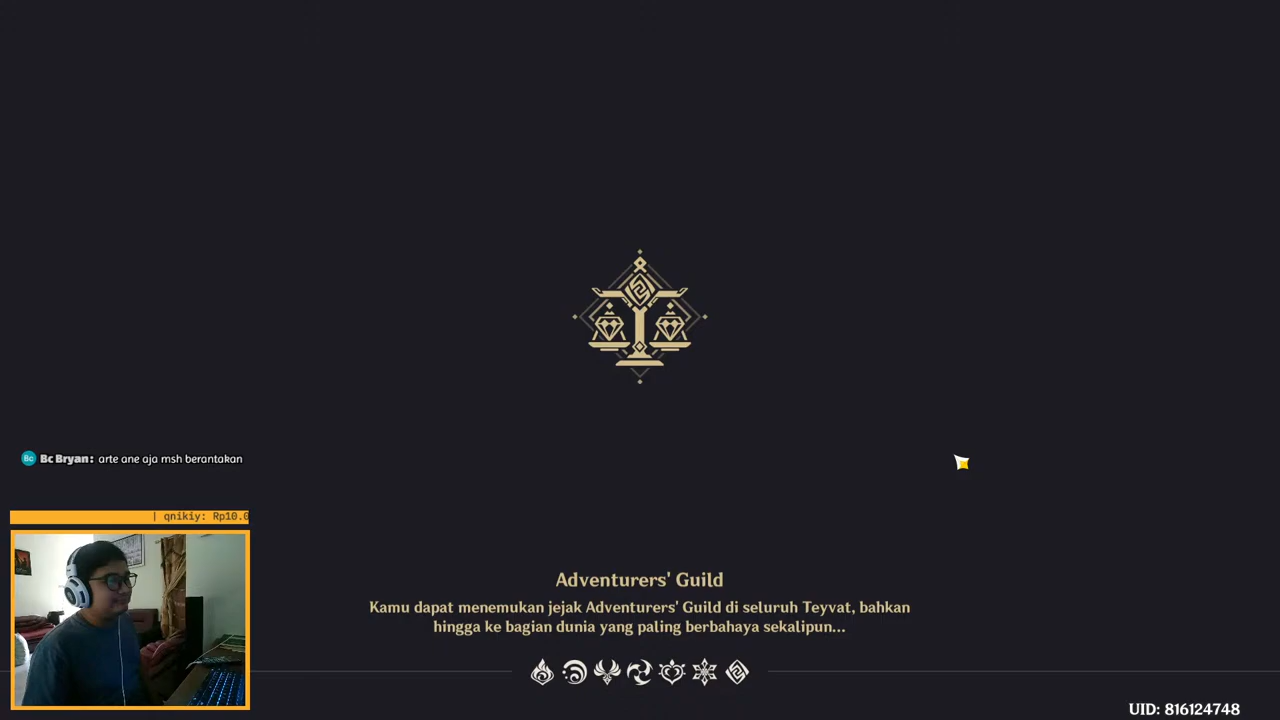 Bc Bryan: arte ane aja msh berantakan
| qnikiy: Rp10.0
Adventurers' Guild
Kamu dapat menemukan jejak Adventurers' Guild di seluruh Teyvat, bahkan
hingga ke bagian dunia yang paling berbahaya sekalipun...
UID: 816124748